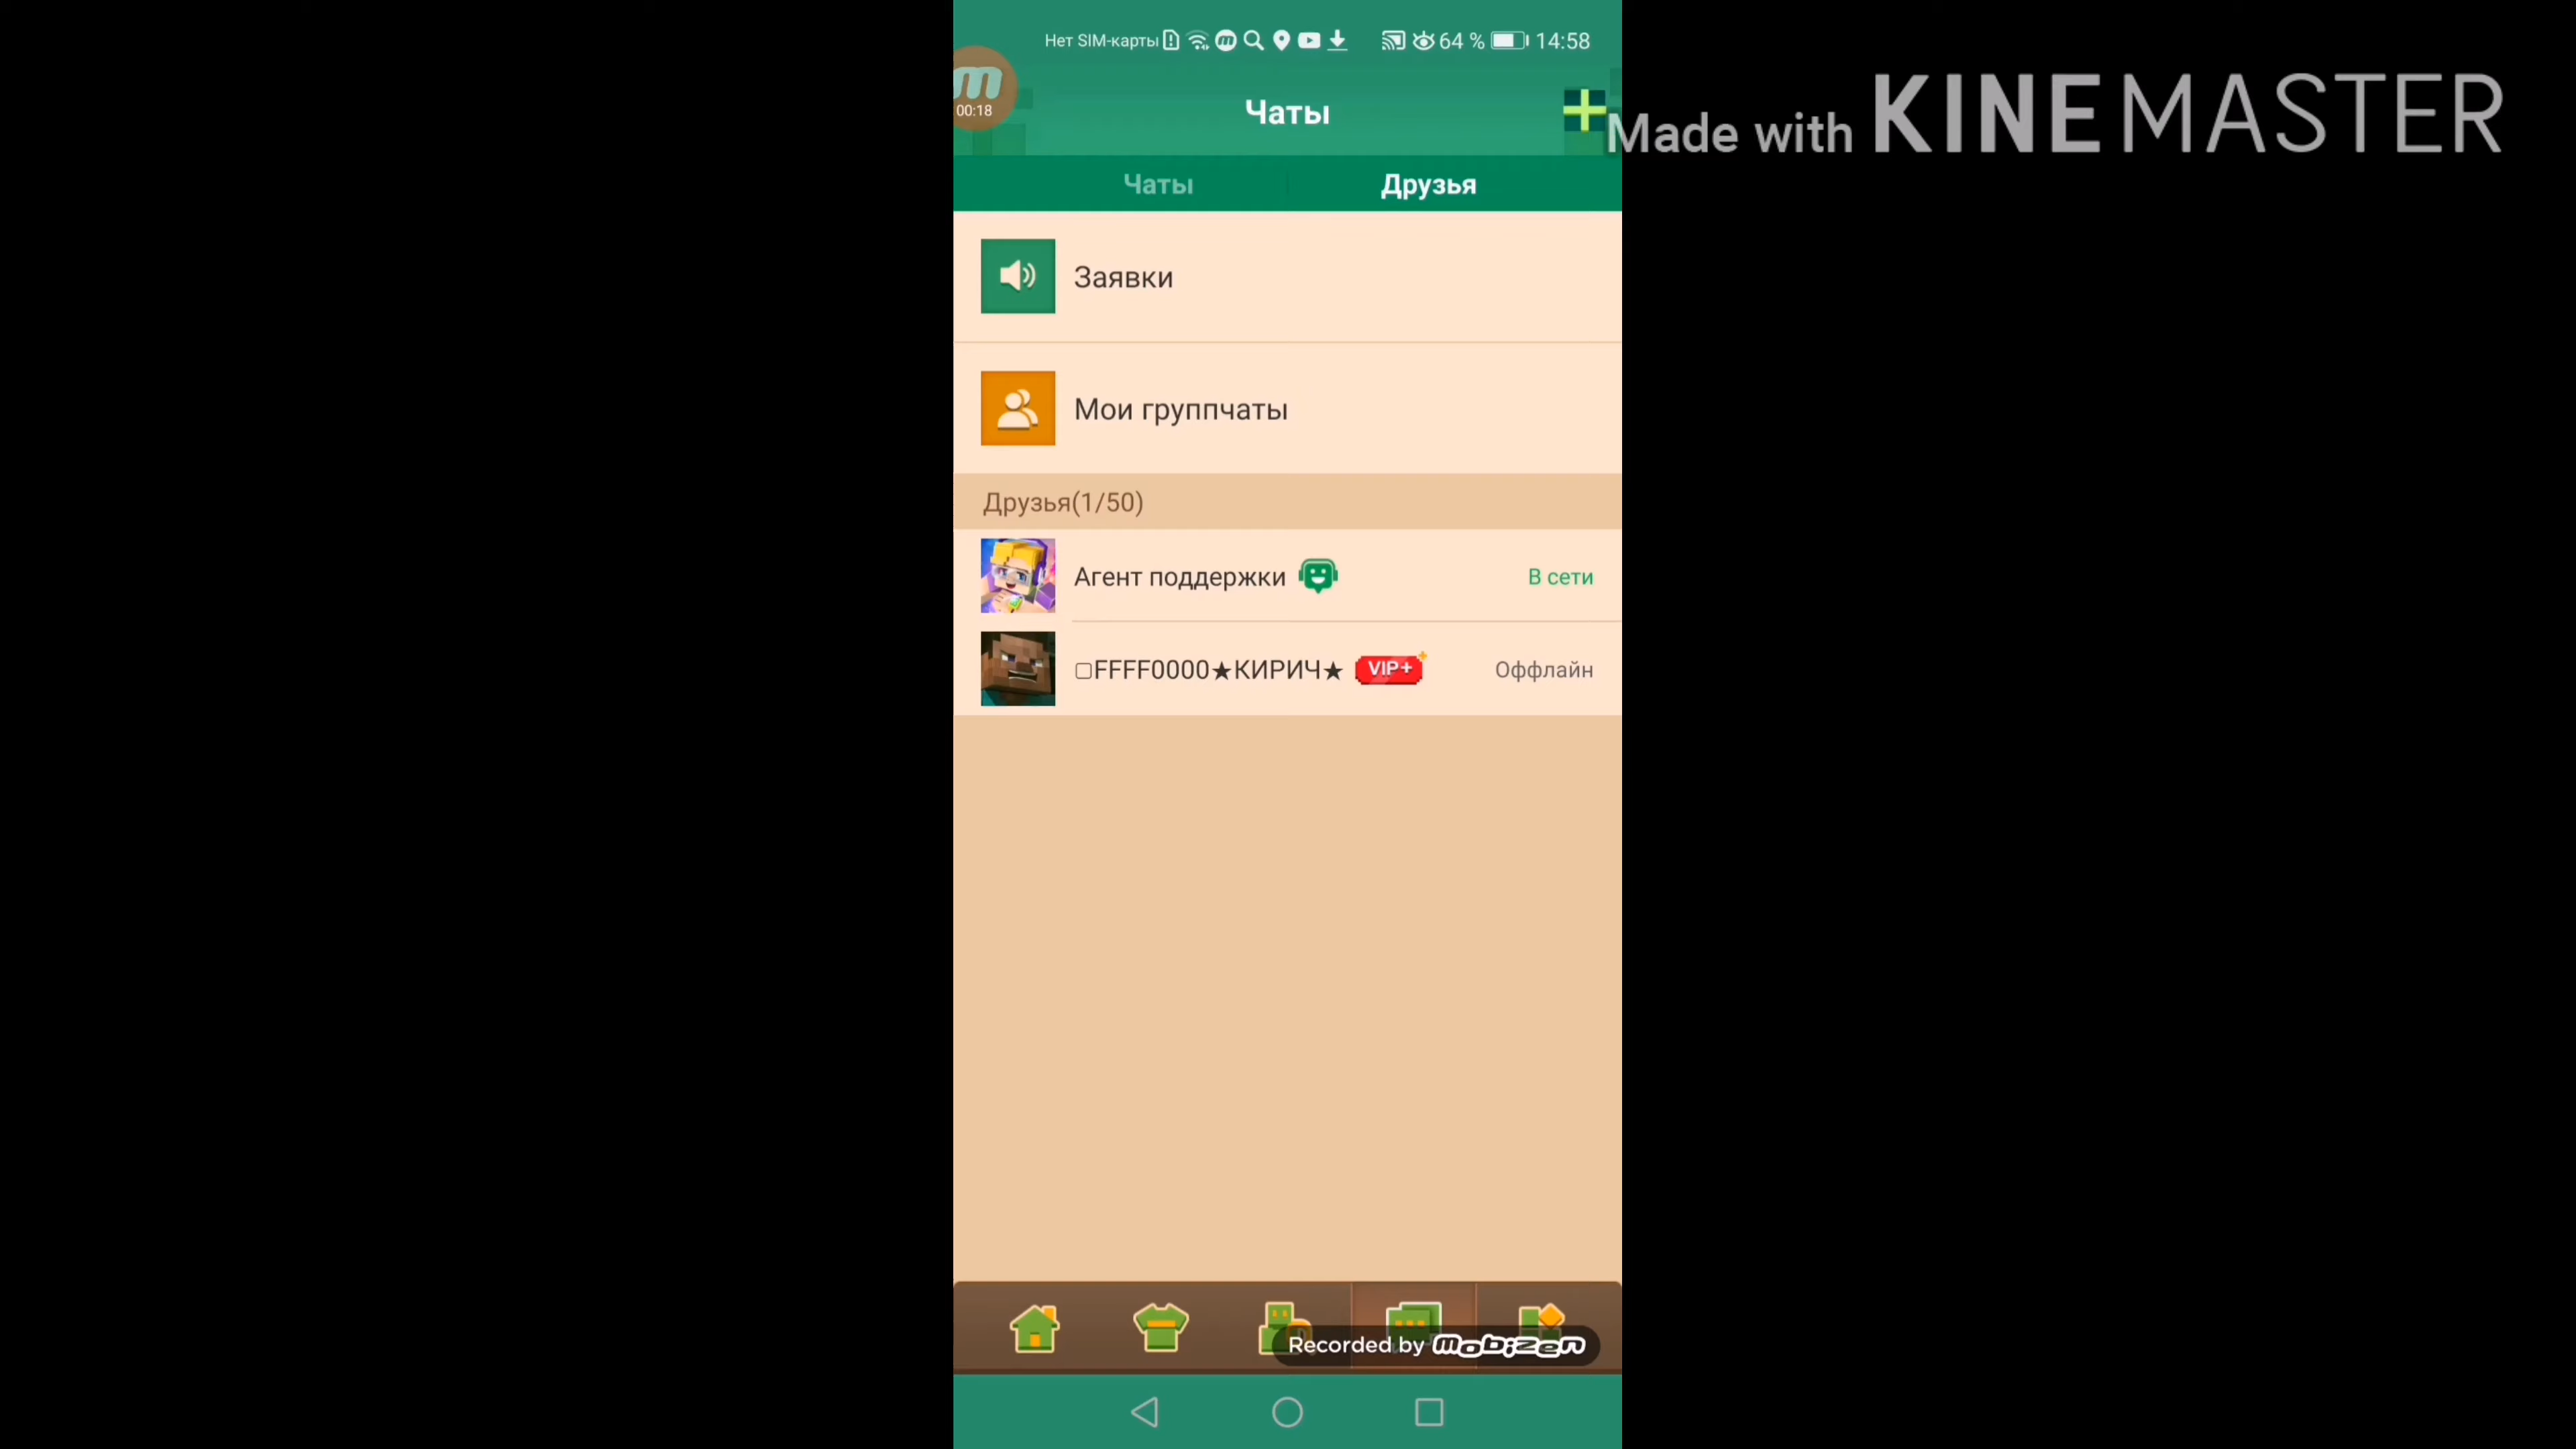 Нет SIM-карты 64 % 14:58
m
00:18
Чаты
Made with KINEMASTER
Чаты Друзья
Заявки
Мои группчаты
Друзья(1/50)
Агент поддержки В сети
▢FFFF0000★КИРИЧ★ VIP+ Оффлайн
Recorded by mobizen